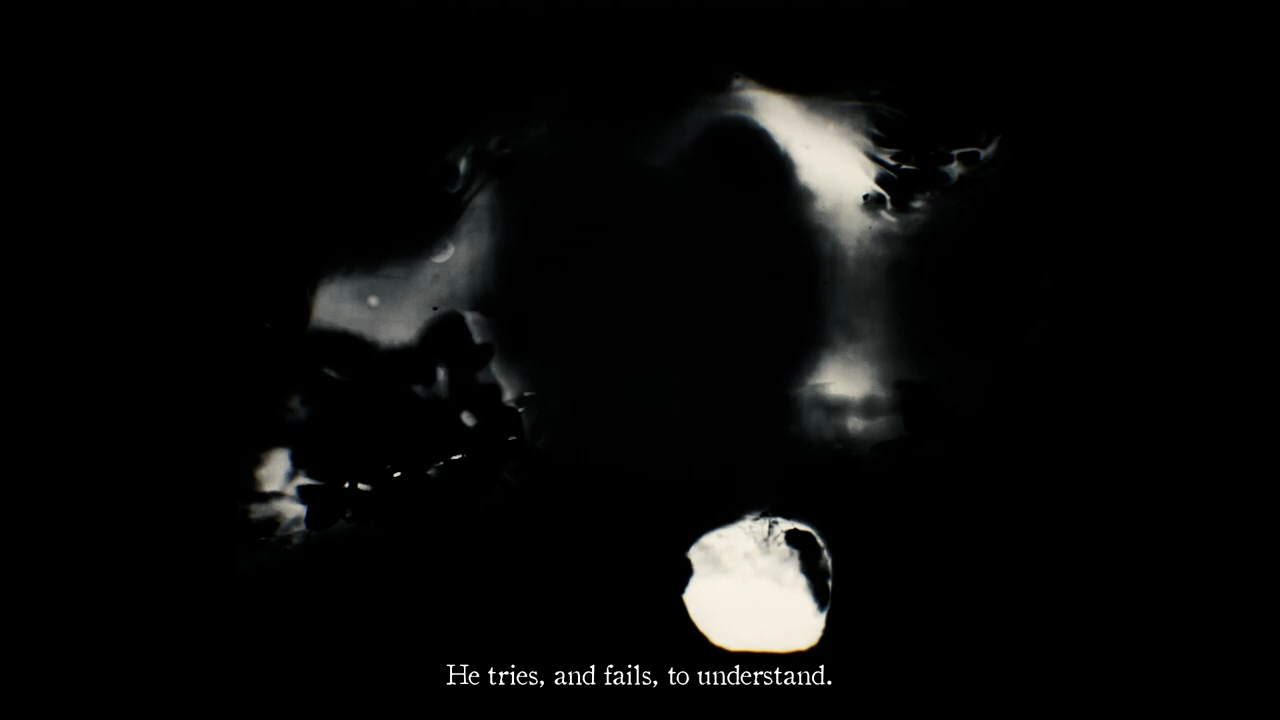 He tries, and fails, to understand.